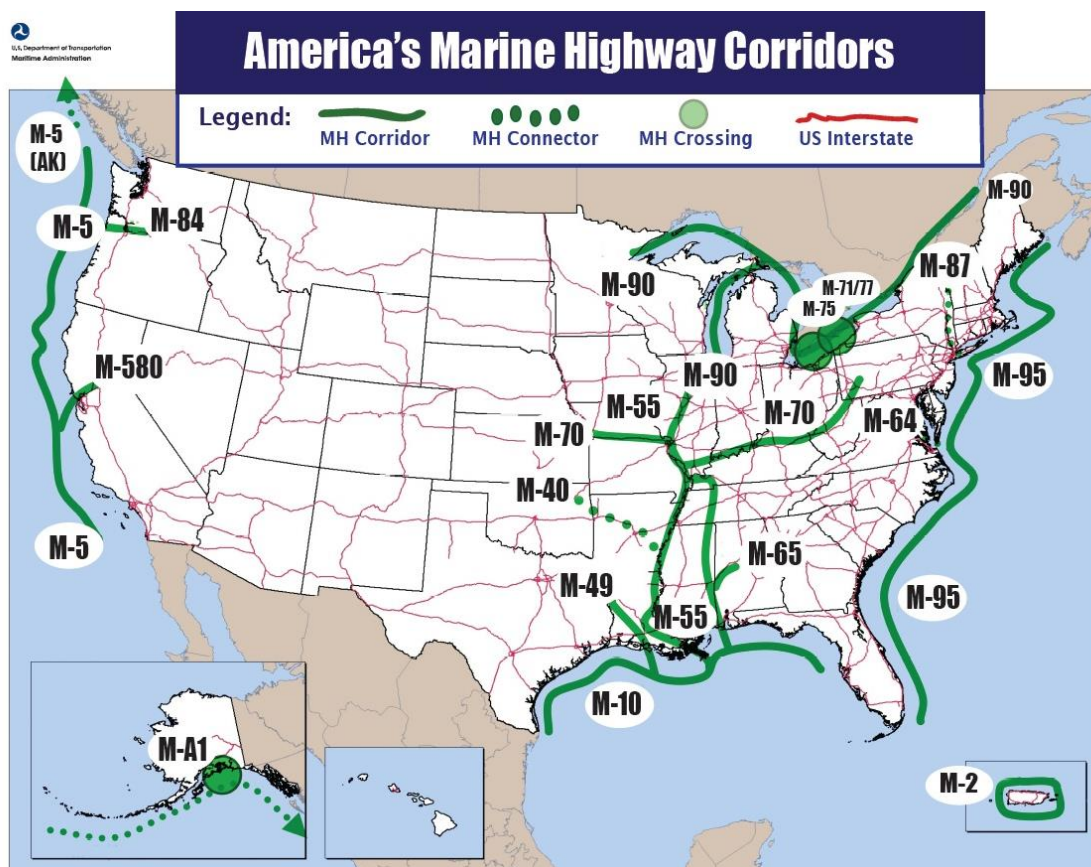 U.S. Department of Transportation
Maritime Administration
America's Marine Highway Corridors
Legend:
MH Corridor
MH Connector
MH Crossing
US Interstate
M-5
(AK)
M-5
M-84
M-90
M-90
M-87
M-71/77
M-75
M-580
M-90
M-95
M-55
M-70
M-64
M-70
M-40
M-5
M-65
M-49
M-55
M-95
M-10
M-A1
M-2